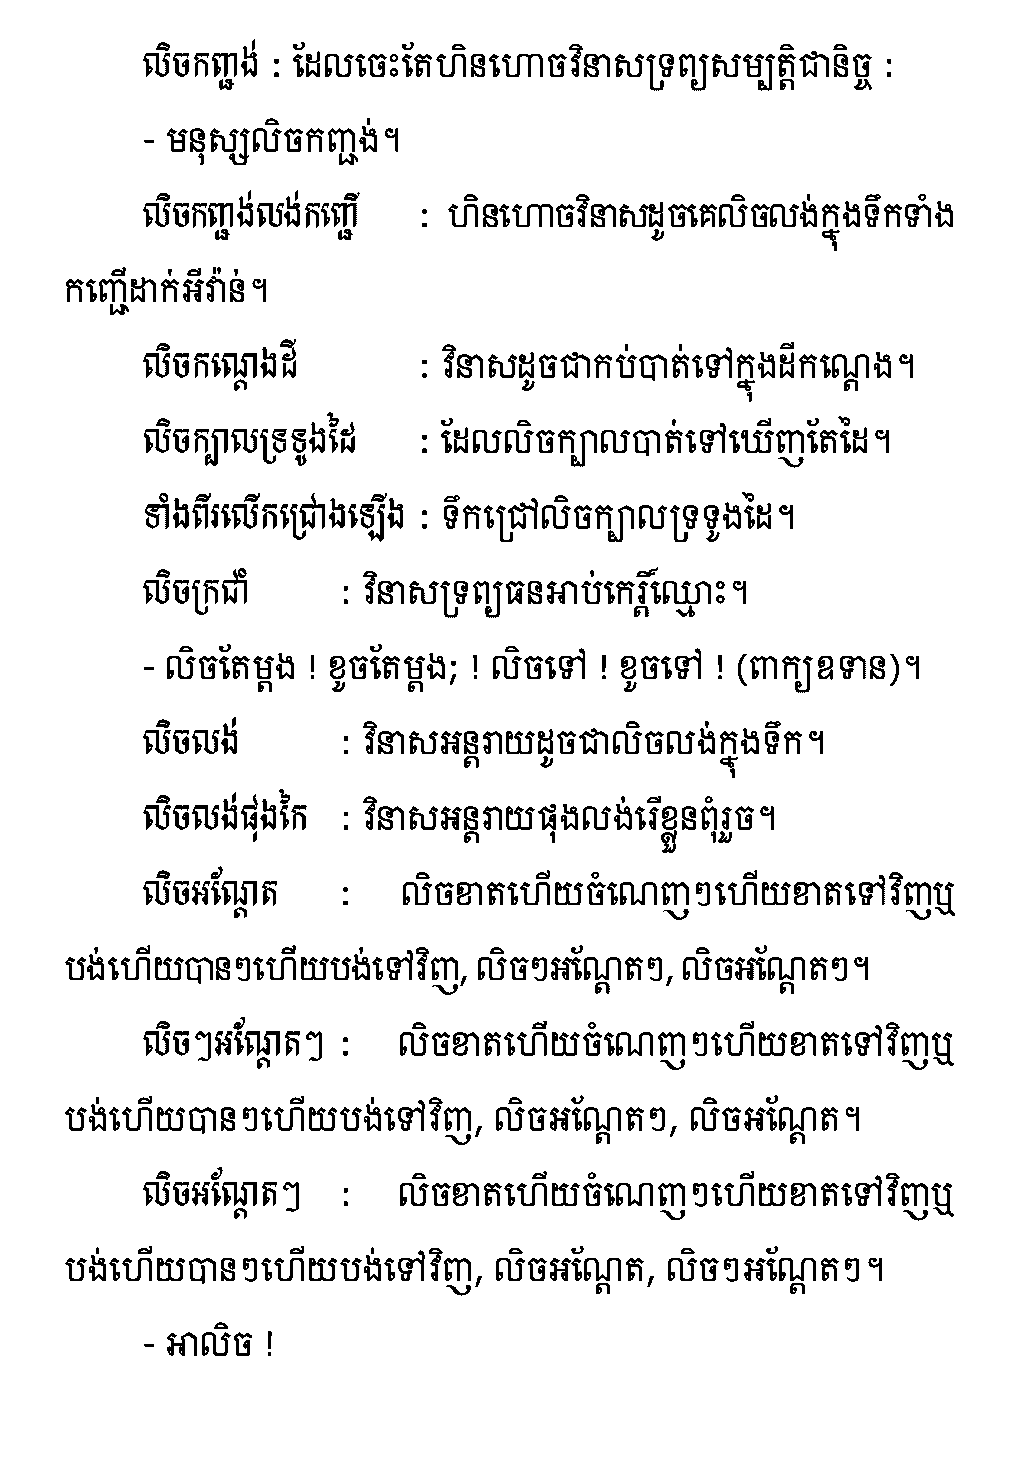 លិចកញ្ជង់ : ដែលចេះតែហិនហោចវិនាសទ្រព្យសម្បត្តិជានិច្ច :
- មនុស្សលិចកញ្ជង់។
លិចកញ្ជង់លង់កញ្ជើ : ហិនហោចវិនាសដូចគេលិចលង់ក្នុងទឹកទាំង
កញ្ជើដាក់អីវ៉ាន់។
លិចកណ្ដេងដី : វិនាសដូចជាកប់បាត់ទៅក្នុងដីកណ្ដេង។
លិចក្បាលទ្រទូងដៃ : ដែលលិចក្បាលបាត់ទៅឃើញតែដៃ។
ទាំងពីរលើកជ្រោងឡើង : ទឹកជ្រៅលិចក្បាលទ្រទូងដៃ។
លិចក្រជាំ : វិនាសទ្រព្យធនអាប់កេរ្តិ៍ឈ្មោះ។
- លិចតែម្ដង ! ខូចតែម្ដង; ! លិចទៅ ! ខូចទៅ ! (ពាក្យឧទាន)។
លិចលង់ : វិនាសអន្តរាយដូចជាលិចលង់ក្នុងទឹក។
លិចលង់ផុងកៃ : វិនាសអន្តរាយផុងលង់រើខ្លួនពុំរួច។
លិចអណ្ដែត : លិចខាតហើយចំណេញៗហើយខាតទៅវិញឬ
បង់ហើយបានៗហើយបង់ទៅវិញ, លិចៗអណ្ដែតៗ, លិចអណ្ដែតៗ។
លិចៗអណ្ដែតៗ : លិចខាតហើយចំណេញៗហើយខាតទៅវិញឬ
បង់ហើយបានៗហើយបង់ទៅវិញ, លិចអណ្ដែតៗ, លិចអណ្ដែត។
លិចអណ្ដែតៗ : លិចខាតហើយចំណេញៗហើយខាតទៅវិញឬ
បង់ហើយបានៗហើយបង់ទៅវិញ, លិចអណ្ដែត, លិចៗអណ្ដែតៗ។
- អាលិច !